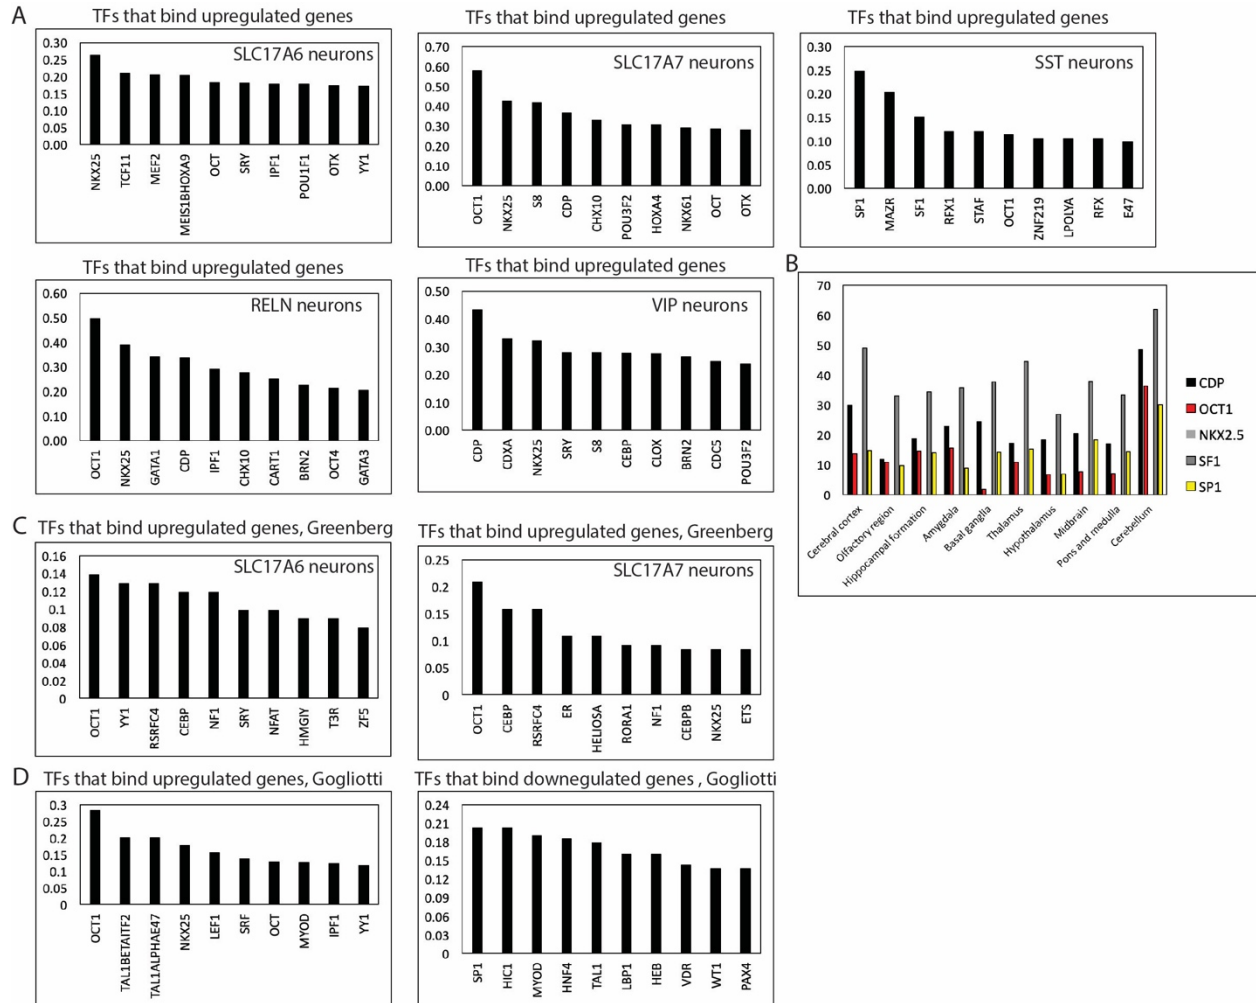 A
TFs that bind upregulated genes
SLC17A6 neurons
0.30
0.25
0.20
0.15
0.10
0.05
0.00
NKX25
TCF11
MEF2
MEIS1BHOXA9
OCT
SRY
IPF1
POU1F1
OTX
YY1
TFs that bind upregulated genes
SLC17A7 neurons
0.70
0.60
0.50
0.40
0.30
0.20
0.10
0.00
OCT1
NKX25
S8
CDP
CHX10
POU3F2
HOXA4
NKX61
OCT
OTX
TFs that bind upregulated genes
SST neurons
0.30
0.25
0.20
0.15
0.10
0.05
0.00
SP1
MAZR
SF1
RFX1
STAF
OCT1
ZNF219
LPOLYA
RFX
E47
TFs that bind upregulated genes
RELN neurons
0.60
0.50
0.40
0.30
0.20
0.10
0.00
OCT1
NKX25
GATA1
CDP
IPF1
CHX10
CART1
BRN2
OCT4
GATA3
TFs that bind upregulated genes
VIP neurons
0.50
0.40
0.30
0.20
0.10
0.00
CDP
CDXA
NKX25
SRY
S8
CEBP
CLOX
BRN2
CDC5
POU3F2
B
70
60
50
40
30
20
10
0
Cerebral cortex
Olfactory region
Hippocampal formation
Amygdala
Basal ganglia
Thalamus
Hypothalamus
Midbrain
Pons and medulla
Cerebellum
CDP
OCT1
NKX2.5
SF1
SP1
C
TFs that bind upregulated genes, Greenberg
SLC17A6 neurons
0.16
0.14
0.12
0.1
0.08
0.06
0.04
0.02
0
OCT1
YY1
RSRFC4
CEBP
NF1
SRY
NFAT
HMGIY
T3R
ZF5
TFs that bind upregulated genes, Greenberg
SLC17A7 neurons
0.25
0.2
0.15
0.1
0.05
0
OCT1
CEBP
RSRFC4
ER
HELIOSA
RORA1
NF1
CEBPB
NKX25
ETS
D
TFs that bind upregulated genes, Gogliotti
0.3
0.25
0.2
0.15
0.1
0.05
0
OCT1
TAL1BETAITF2
TAL1ALPHAE47
NKX25
LEF1
SRF
OCT
MYOD
IPF1
YY1
TFs that bind downegulated genes , Gogliotti
0.24
0.21
0.18
0.15
0.12
0.09
0.06
0.03
0
SP1
HIC1
MYOD
HNF4
TAL1
LBP1
HEB
VDR
WT1
PAX4